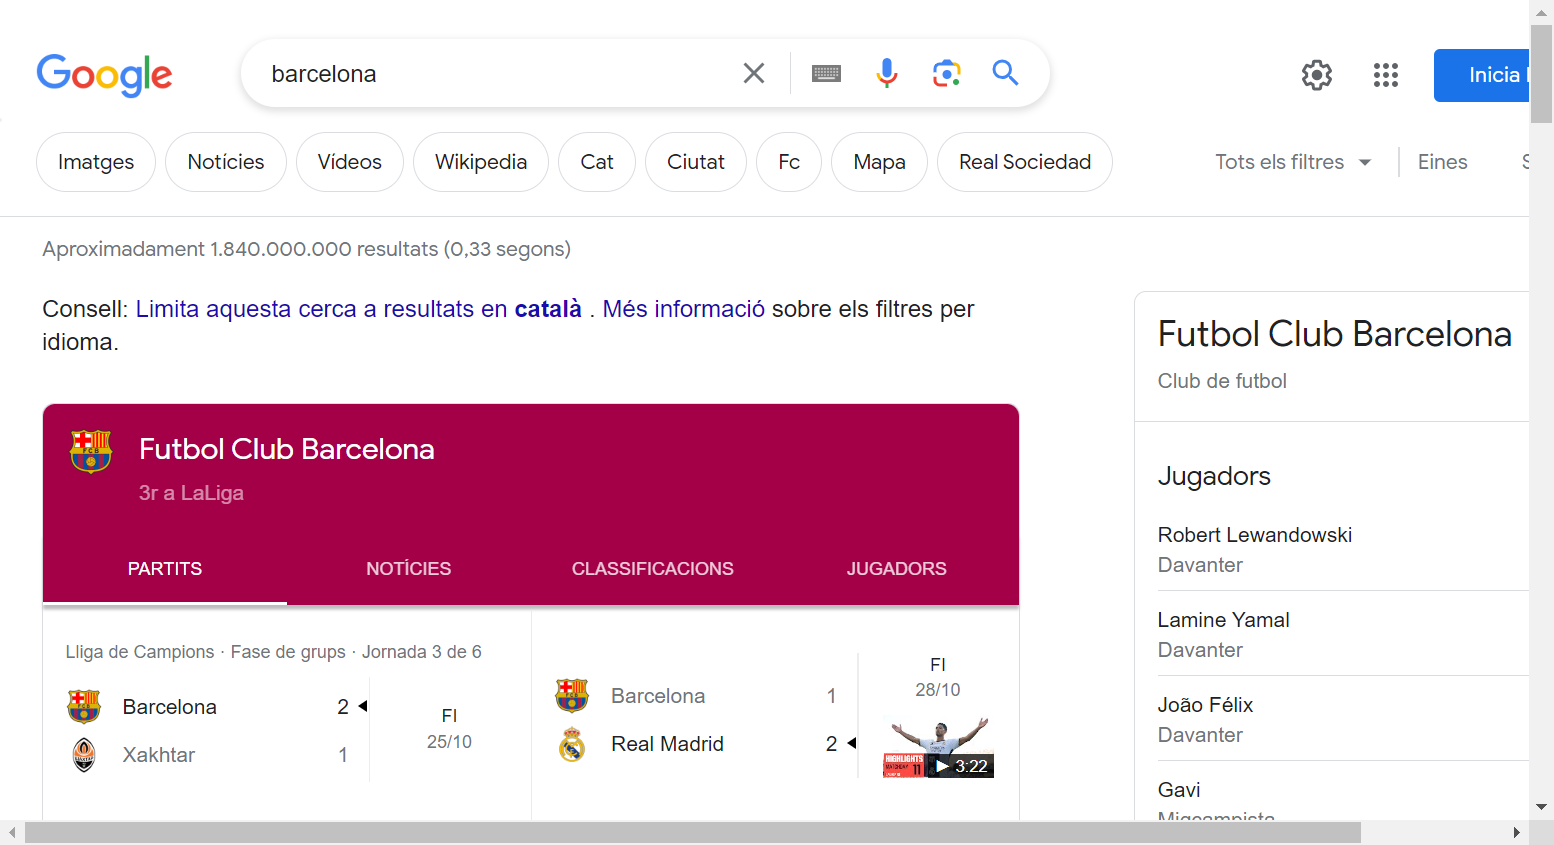 Google
barcelona
Inicia
Imatges
Notícies
Vídeos
Wikipedia
Cat
Ciutat
Fc
Mapa
Real Sociedad
Tots els filtres
Eines
Aproximadament 1.840.000.000 resultats (0,33 segons)
Consell: Limita aquesta cerca a resultats en català . Més informació sobre els filtres per
idioma.
Futbol Club Barcelona
3r a LaLiga
PARTITS
NOTÍCIES
CLASSIFICACIONS
JUGADORS
Lliga de Campions · Fase de grups · Jornada 3 de 6
Barcelona 2
Xakhtar 1
FI
25/10
Barcelona 1
Real Madrid 2
FI
28/10
HIGHLIGHTS
MATCHDAY 11
3:22
Futbol Club Barcelona
Club de futbol
Jugadors
Robert Lewandowski
Davanter
Lamine Yamal
Davanter
João Félix
Davanter
Gavi
Migcampista